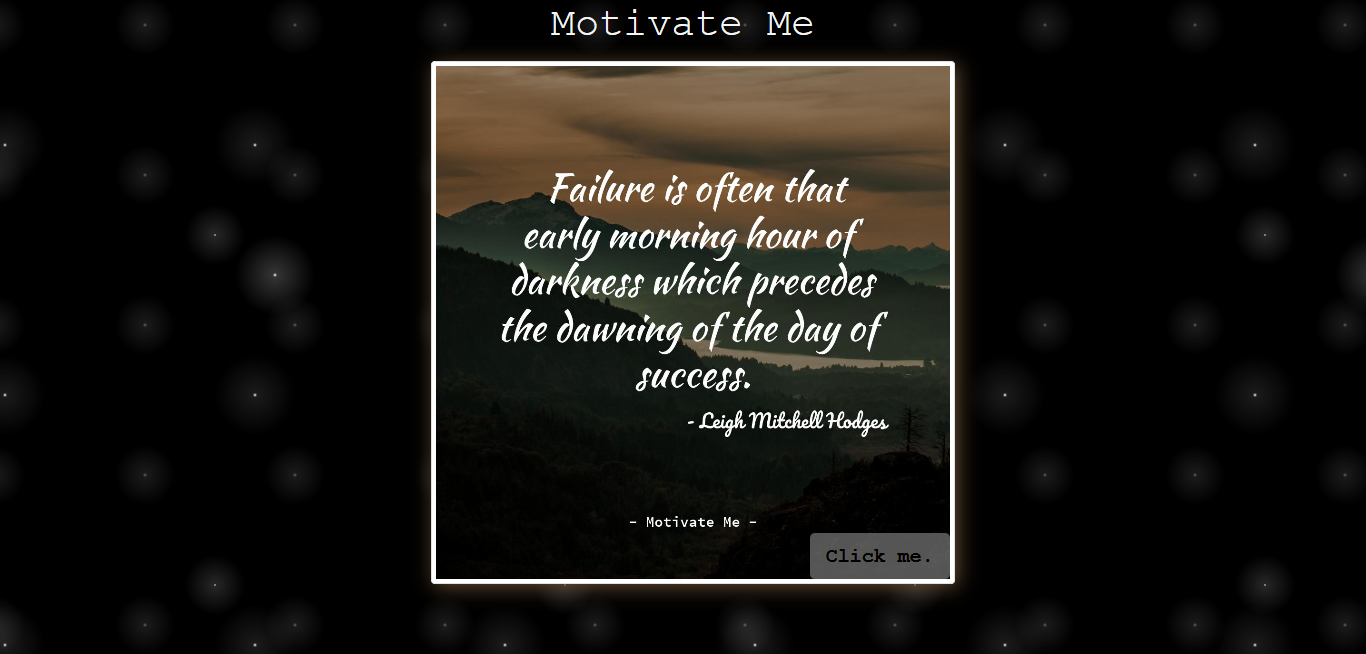 Motivate Me
Failure is often that
early morning hour of
darkness which precedes
the dawning of the day of
success.
- Leigh Mitchell Hodges
- Motivate Me -
Click me.